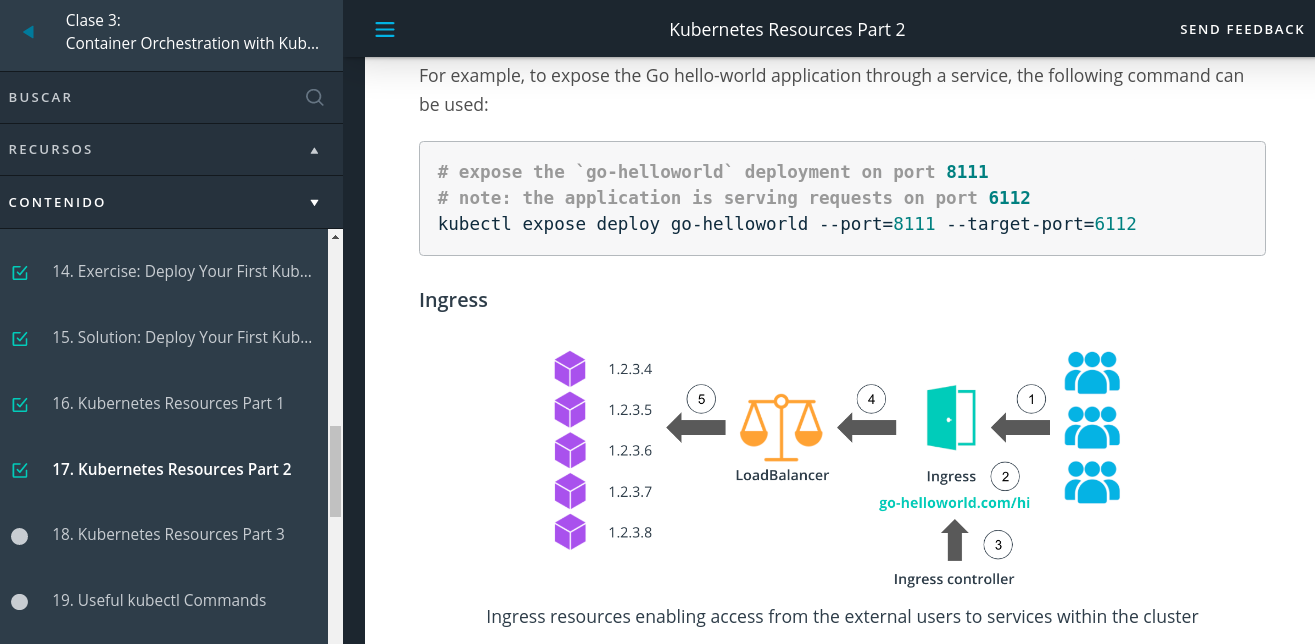 Clase 3:
Container Orchestration with Kub...
BUSCAR
RECURSOS
CONTENIDO
14. Exercise: Deploy Your First Kub...
15. Solution: Deploy Your First Kub...
16. Kubernetes Resources Part 1
17. Kubernetes Resources Part 2
18. Kubernetes Resources Part 3
19. Useful kubectl Commands
Kubernetes Resources Part 2
SEND FEEDBACK
For example, to expose the Go hello-world application through a service, the following command can
be used:
# expose the `go-helloworld` deployment on port 8111
# note: the application is serving requests on port 6112
kubectl expose deploy go-helloworld --port=8111 --target-port=6112
Ingress
1.2.3.4
1.2.3.5
1.2.3.6
1.2.3.7
1.2.3.8
5
LoadBalancer
4
1
Ingress
2
go-helloworld.com/hi
3
Ingress controller
Ingress resources enabling access from the external users to services within the cluster